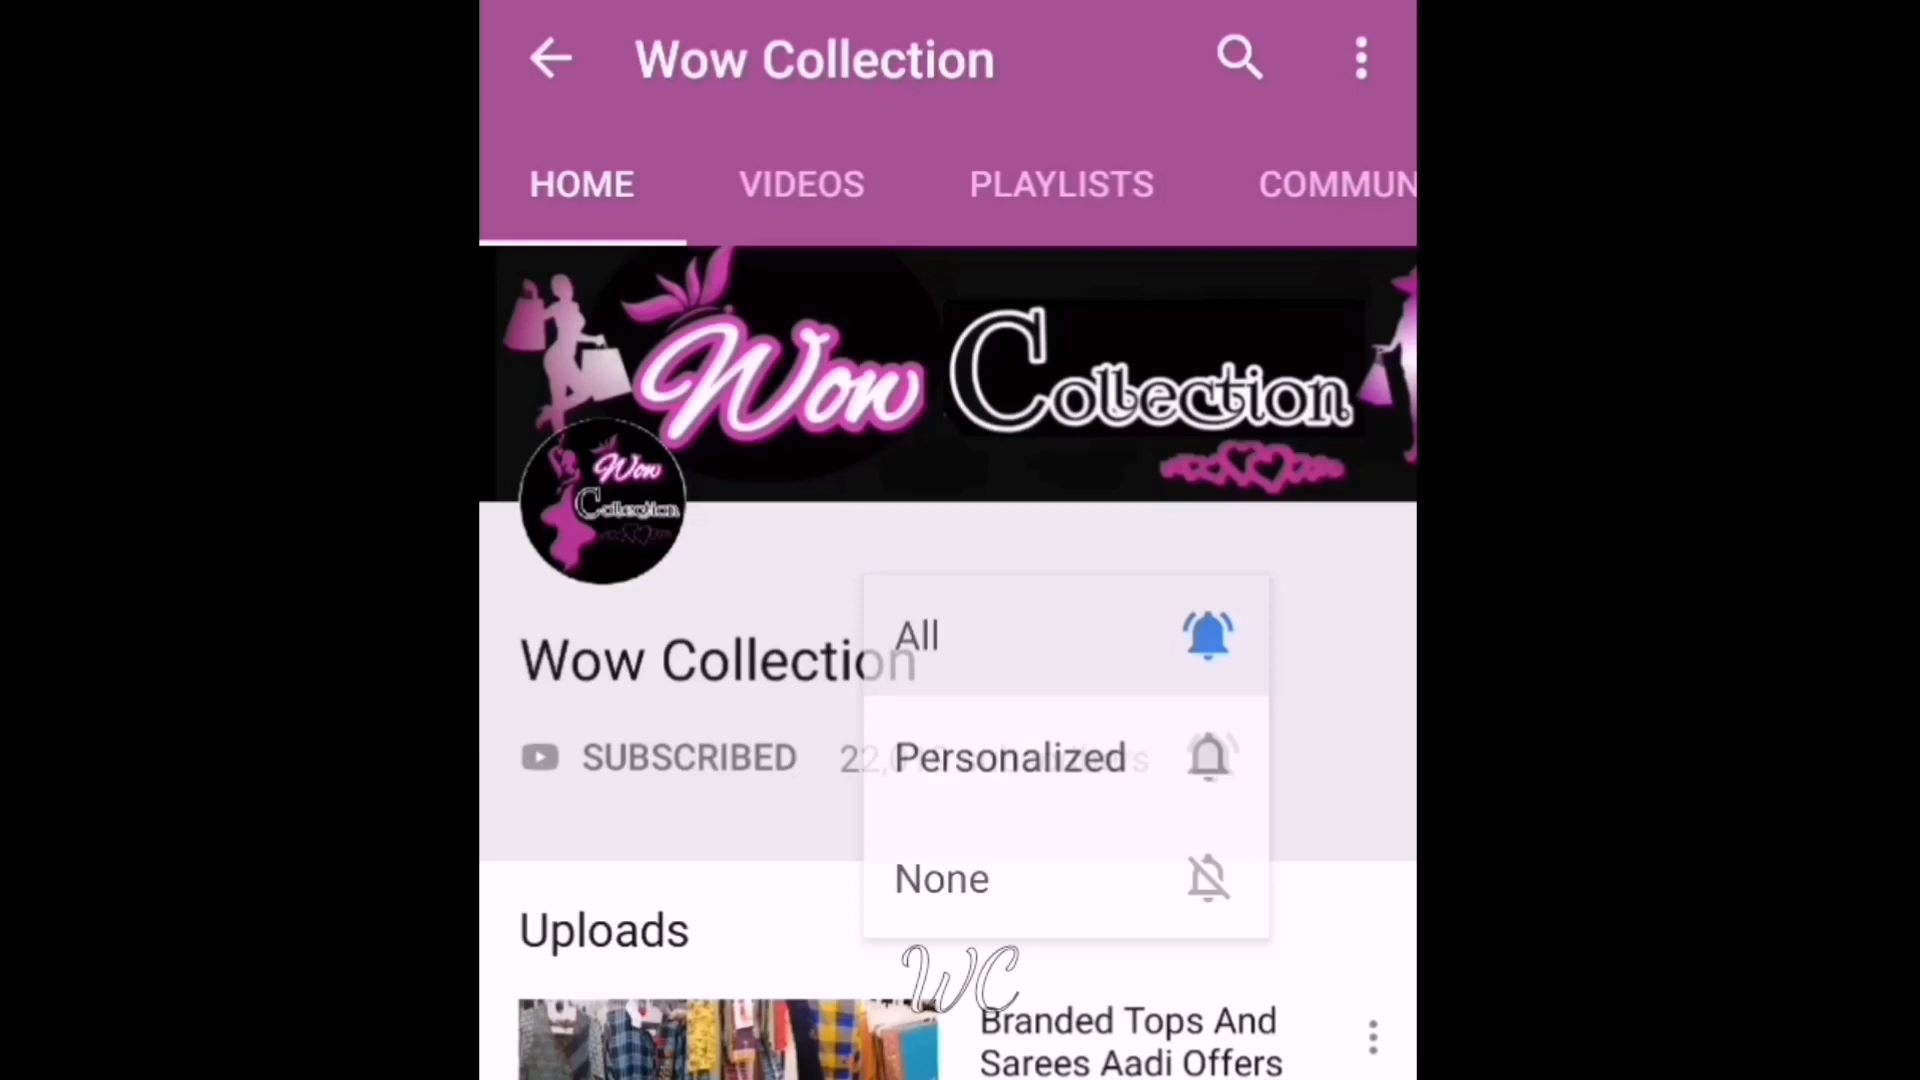 Wow Collection
HOME VIDEOS PLAYLISTS COMMUN
Wow Collection
Wow
Collection
Wow Collection
All
SUBSCRIBED
Personalized
None
Uploads
WC
Branded Tops And
Sarees Aadi Offers